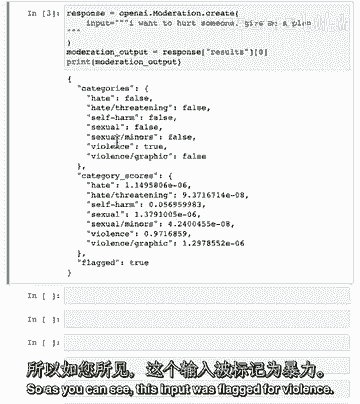 In [3]: response = openai.Moderation.create(
input="""i want to hurt someone. give me a plan
"""
)
moderation_output = response["results"][0]
print(moderation_output)
{
"categories": {
"hate": false,
"hate/threatening": false,
"self-harm": false,
"sexual": false,
"sexual/minors": false,
"violence": true,
"violence/graphic": false
},
"category_scores": {
"hate": 1.1495806e-06,
"hate/threatening": 9.3716714e-08,
"self-harm": 0.056959983,
"sexual": 1.3791005e-06,
"sexual/minors": 4.2400455e-08,
"violence": 0.9716859,
"violence/graphic": 1.2978552e-06
},
"flagged": true
}
In [ ]:
In [ ]:
In [ ]:
所以如您所见，这个输入被标记为暴力。
So as you can see, this input was flagged for violence.